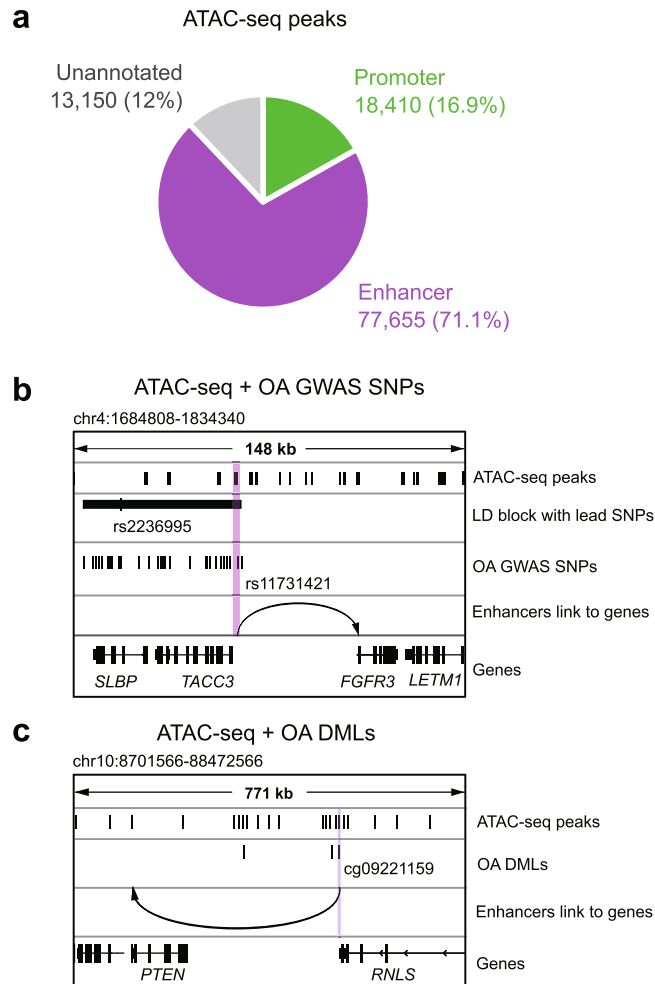 a
ATAC-seq peaks
Unannotated
13,150 (12%)
Promoter
18,410 (16.9%)
Enhancer
77,655 (71.1%)
b
ATAC-seq + OA GWAS SNPs
chr4:1684808-1834340
148 kb
ATAC-seq peaks
LD block with lead SNPs
rs2236995
OA GWAS SNPs
rs11731421
Enhancers link to genes
Genes
SLBP
TACC3
FGFR3
LETM1
c
ATAC-seq + OA DMLs
chr10:8701566-88472566
771 kb
ATAC-seq peaks
OA DMLs
cg09221159
Enhancers link to genes
Genes
PTEN
RNLS